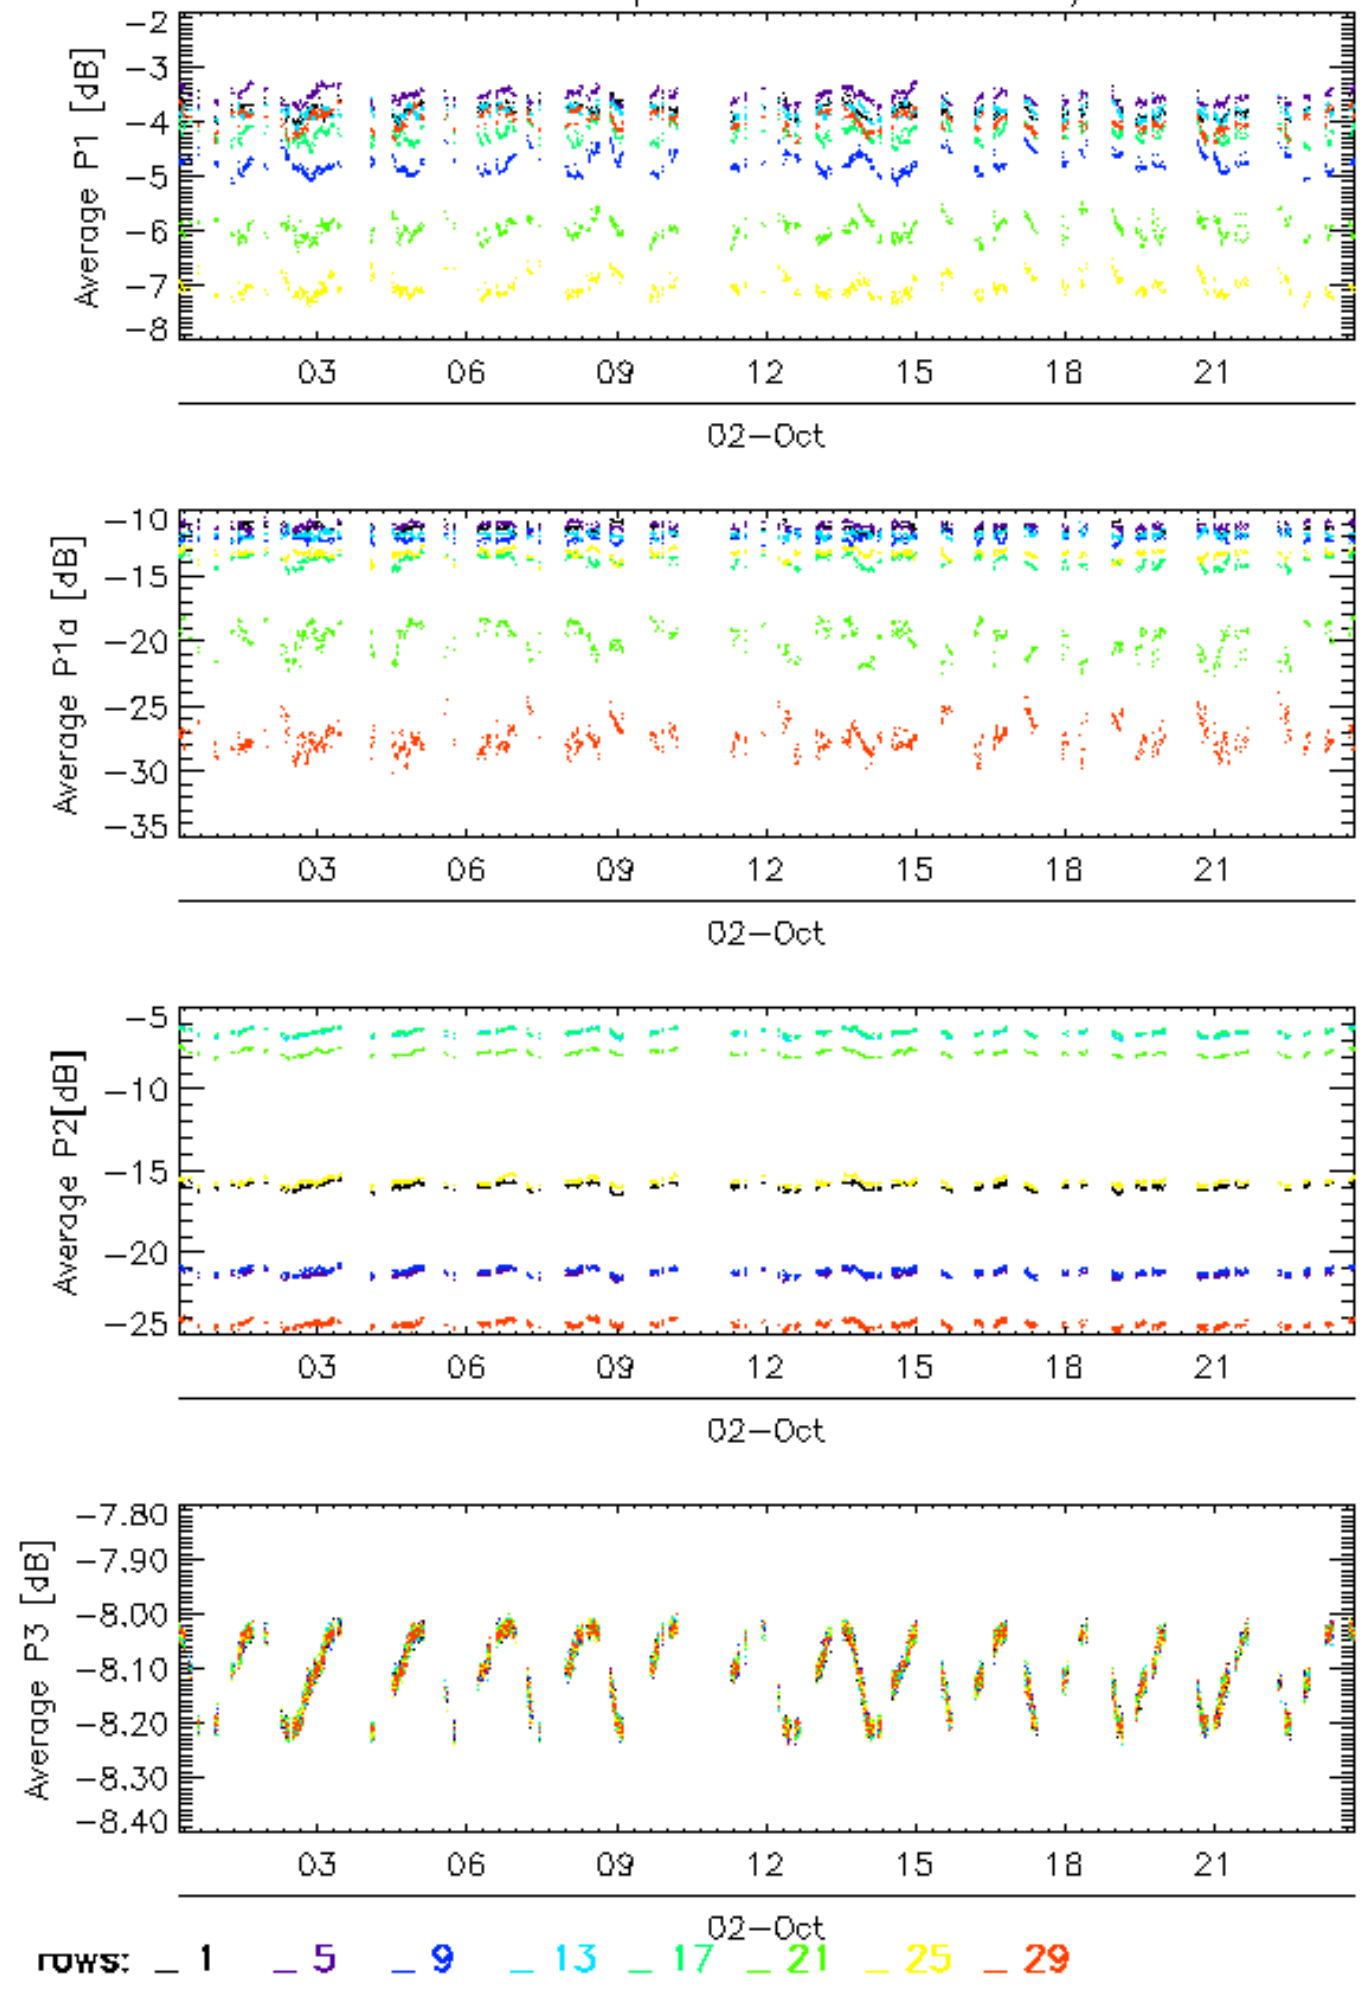 Average P1 [dB]
-2
-3
-4
-5
-6
-7
-8
03 06 09 12 15 18 21
02-Oct
Average P1a [dB]
-10
-15
-20
-25
-30
-35
03 06 09 12 15 18 21
02-Oct
Average P2[dB]
-5
-10
-15
-20
-25
03 06 09 12 15 18 21
02-Oct
Average P3 [dB]
-7.80
-7.90
-8.00
-8.10
-8.20
-8.30
-8.40
03 06 09 12 15 18 21
02-Oct
rows: _ 1 _ 5 _ 9 _ 13 _ 17 _ 21 _ 25 _ 29